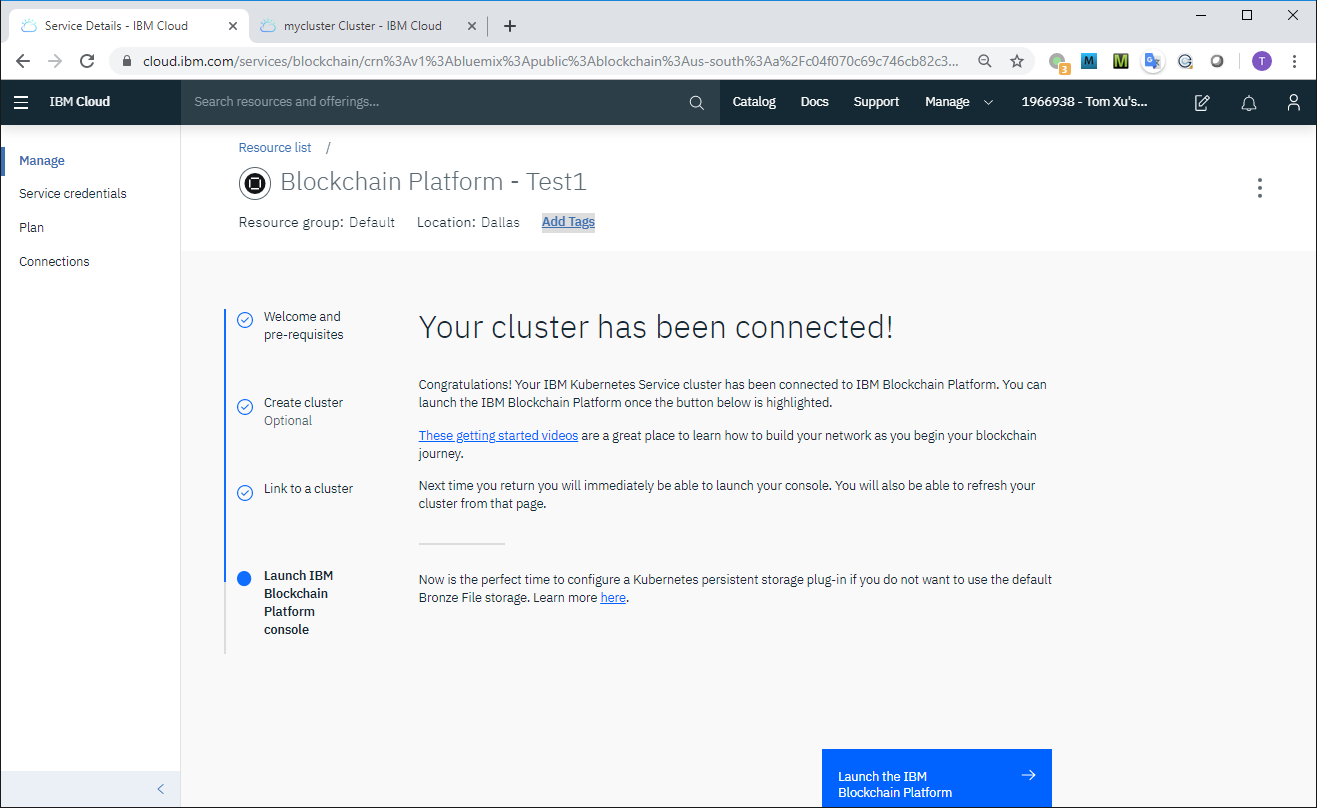 Service Details - IBM Cloud
mycluster Cluster - IBM Cloud
cloud.ibm.com/services/blockchain/crn%3Av1%3Abluemix%3Apublic%3Ablockchain%3Aus-south%3Aa%2Fc04f070c69c746cb82c3...
3
M
M
G
T
IBM Cloud
Search resources and offerings...
Catalog
Docs
Support
Manage
1966938 - Tom Xu's...
Manage
Service credentials
Plan
Connections
Resource list /
Blockchain Platform - Test1
Resource group: Default Location: Dallas Add Tags
Welcome and
pre-requisites
Create cluster
Optional
Link to a cluster
Launch IBM
Blockchain
Platform
console
Your cluster has been connected!
Congratulations! Your IBM Kubernetes Service cluster has been connected to IBM Blockchain Platform. You can
launch the IBM Blockchain Platform once the button below is highlighted.
These getting started videos are a great place to learn how to build your network as you begin your blockchain
journey.
Next time you return you will immediately be able to launch your console. You will also be able to refresh your
cluster from that page.
Now is the perfect time to configure a Kubernetes persistent storage plug-in if you do not want to use the default
Bronze File storage. Learn more here.
Launch the IBM
Blockchain Platform